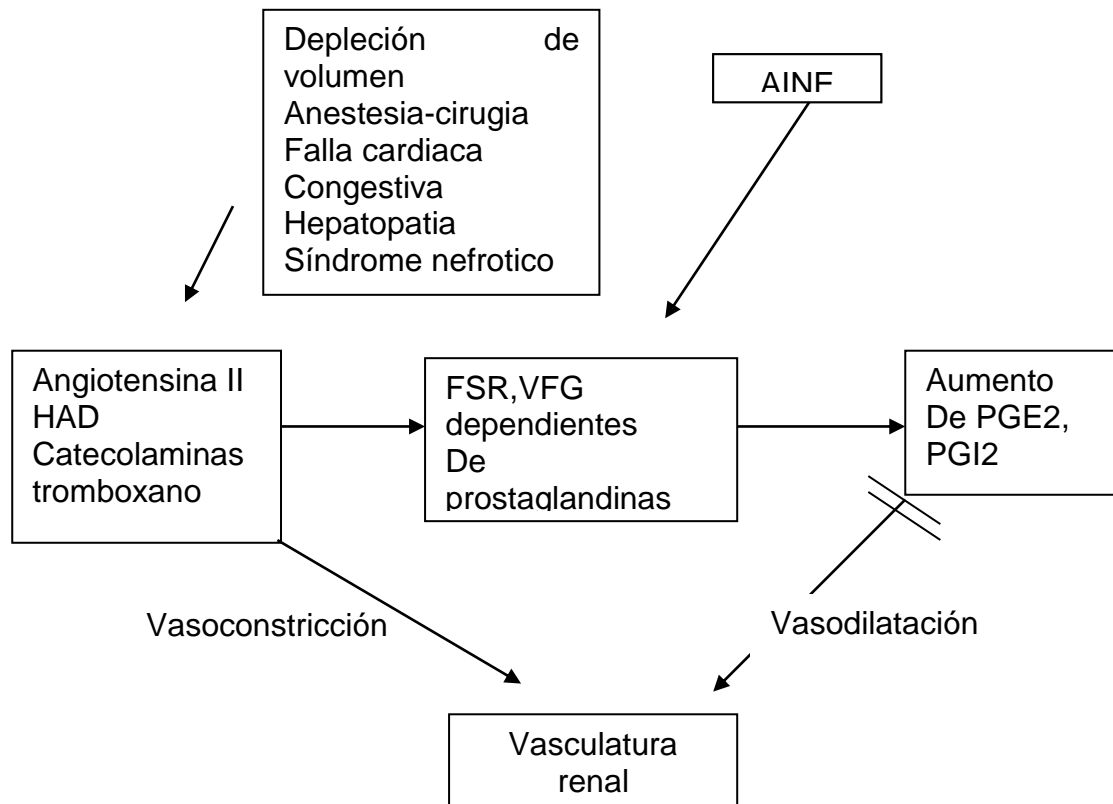 Depleción de
volumen
Anestesia-cirugia
Falla cardiaca
Congestiva
Hepatopatia
Síndrome nefrotico
AINF
Angiotensina II
HAD
Catecolaminas
tromboxano
FSR,VFG
dependientes
De
prostaglandinas
Aumento
De PGE2,
PGI2
Vasoconstricción
Vasodilatación
Vasculatura
renal